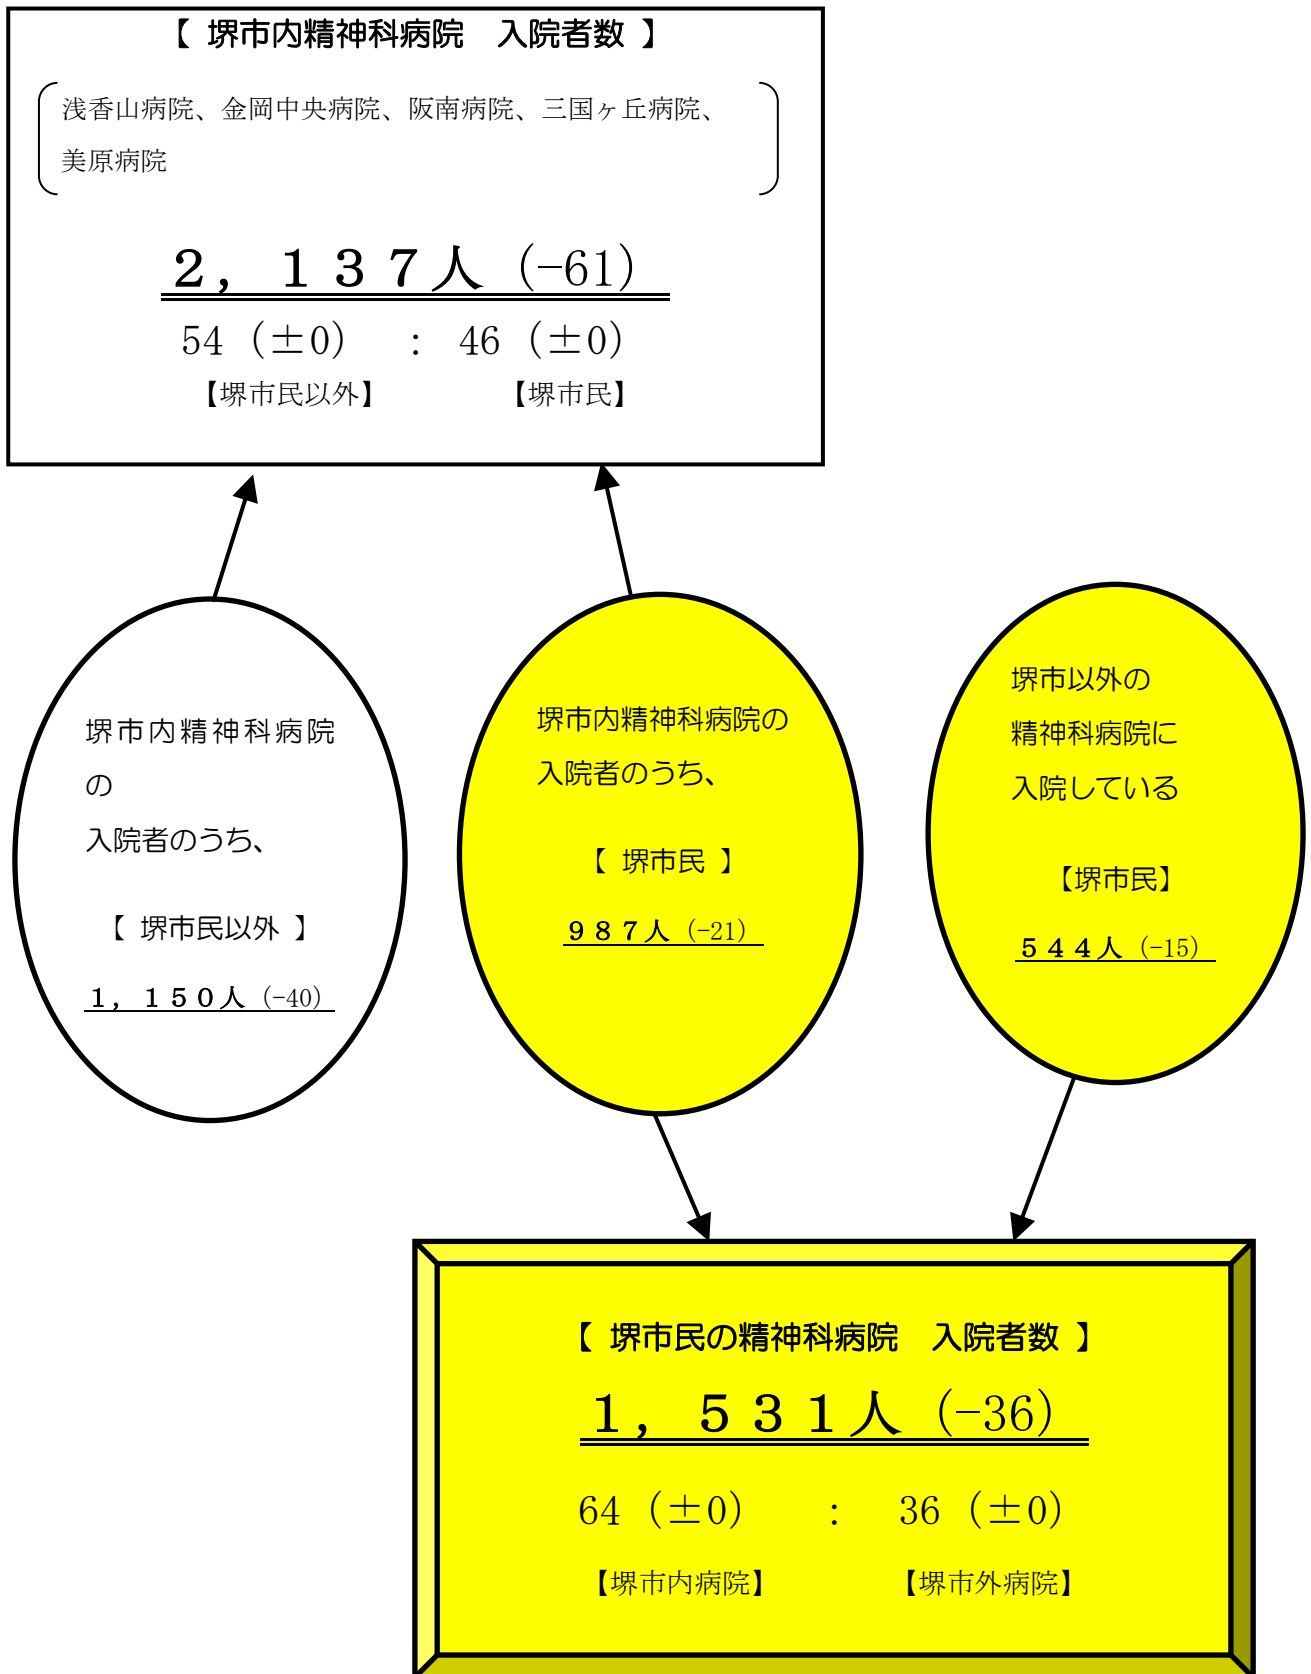 【 堺市内精神科病院　入院者数 】
浅香山病院、金岡中央病院、阪南病院、三国ヶ丘病院、
美原病院
２，１３７人（-61）
54（±0）　：　46（±0）
【堺市民以外】　【堺市民】
堺市内精神科病院
の
入院者のうち、
【 堺市民以外 】
１，１５０人（-40）
堺市内精神科病院の
入院者のうち、
【 堺市民 】
９８７人（-21）
堺市以外の
精神科病院に
入院している
【堺市民】
５４４人（-15）
【 堺市民の精神科病院　入院者数 】
１，５３１人（-36）
64（±0）　：　36（±0）
【堺市内病院】　【堺市外病院】